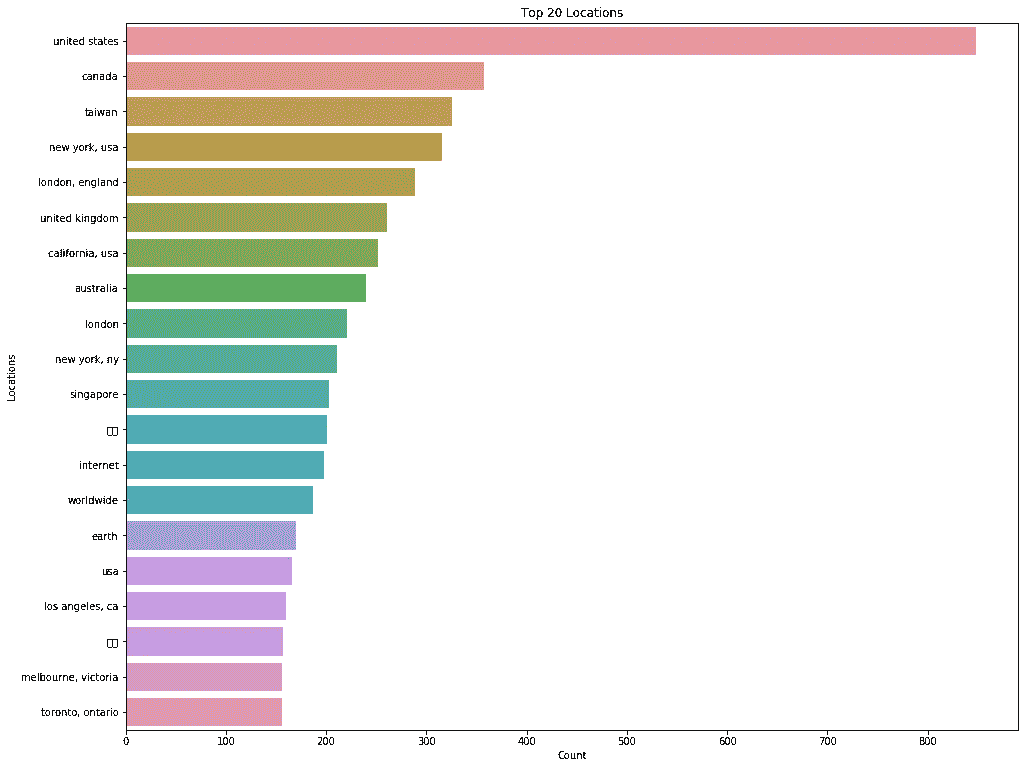 Top 20 Locations
united states
canada
taiwan
new york, usa
london, england
united kingdom
california, usa
australia
london
new york, ny
singapore
internet
worldwide
earth
usa
los angeles, ca
melbourne, victoria
toronto, ontario
Locations
0 100 200 300 400 500 600 700 800
Count